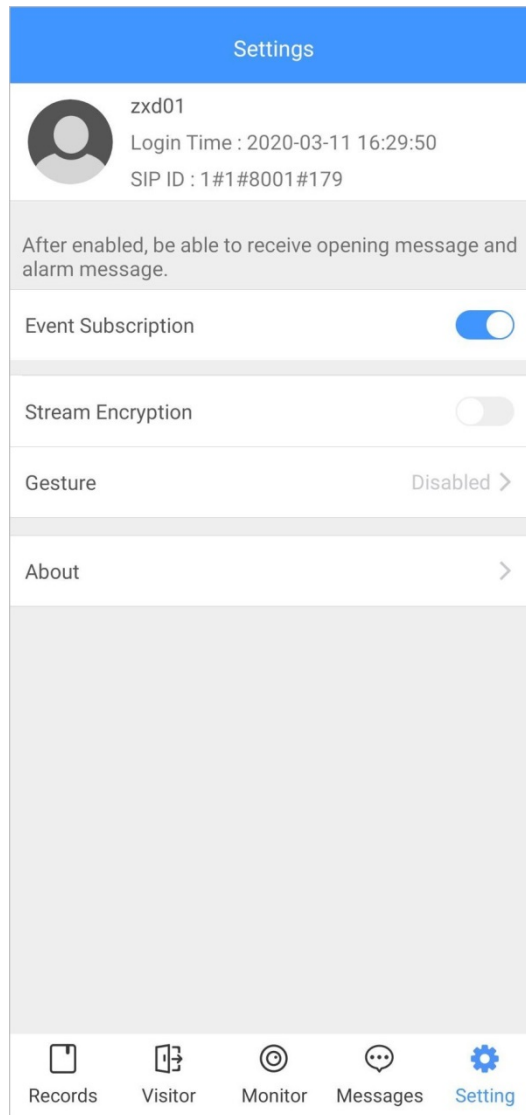 Settings
zxd01
Login Time : 2020-03-11 16:29:50
SIP ID : 1#1#8001#179
After enabled, be able to receive opening message and
alarm message.
Event Subscription
Stream Encryption
Gesture Disabled >
About >
Records Visitor Monitor Messages Setting